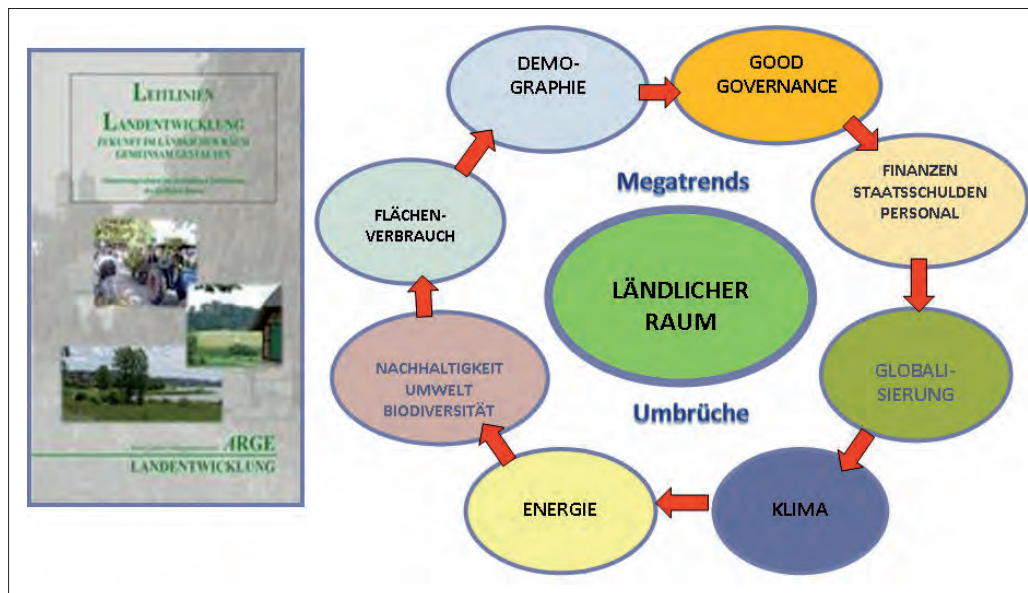 LEITLINIEN
LANDENTWICKLUNG
ZUKUNFT IM LÄNDLICHEN RAUM
GEMEINSAM GESTALTEN
ARGE
LANDENTWICKLUNG
DEMO-
GRAPHIE
GOOD
GOVERNANCE
FINANZEN
STAATSSCHULDEN
PERSONAL
GLOBALI-
SIERUNG
KLIMA
ENERGIE
NACHHALTIGKEIT
UMWELT
BIODIVERSITÄT
FLÄCHEN-
VERBRAUCH
Megatrends
LÄNDLICHER
RAUM
Umbrüche